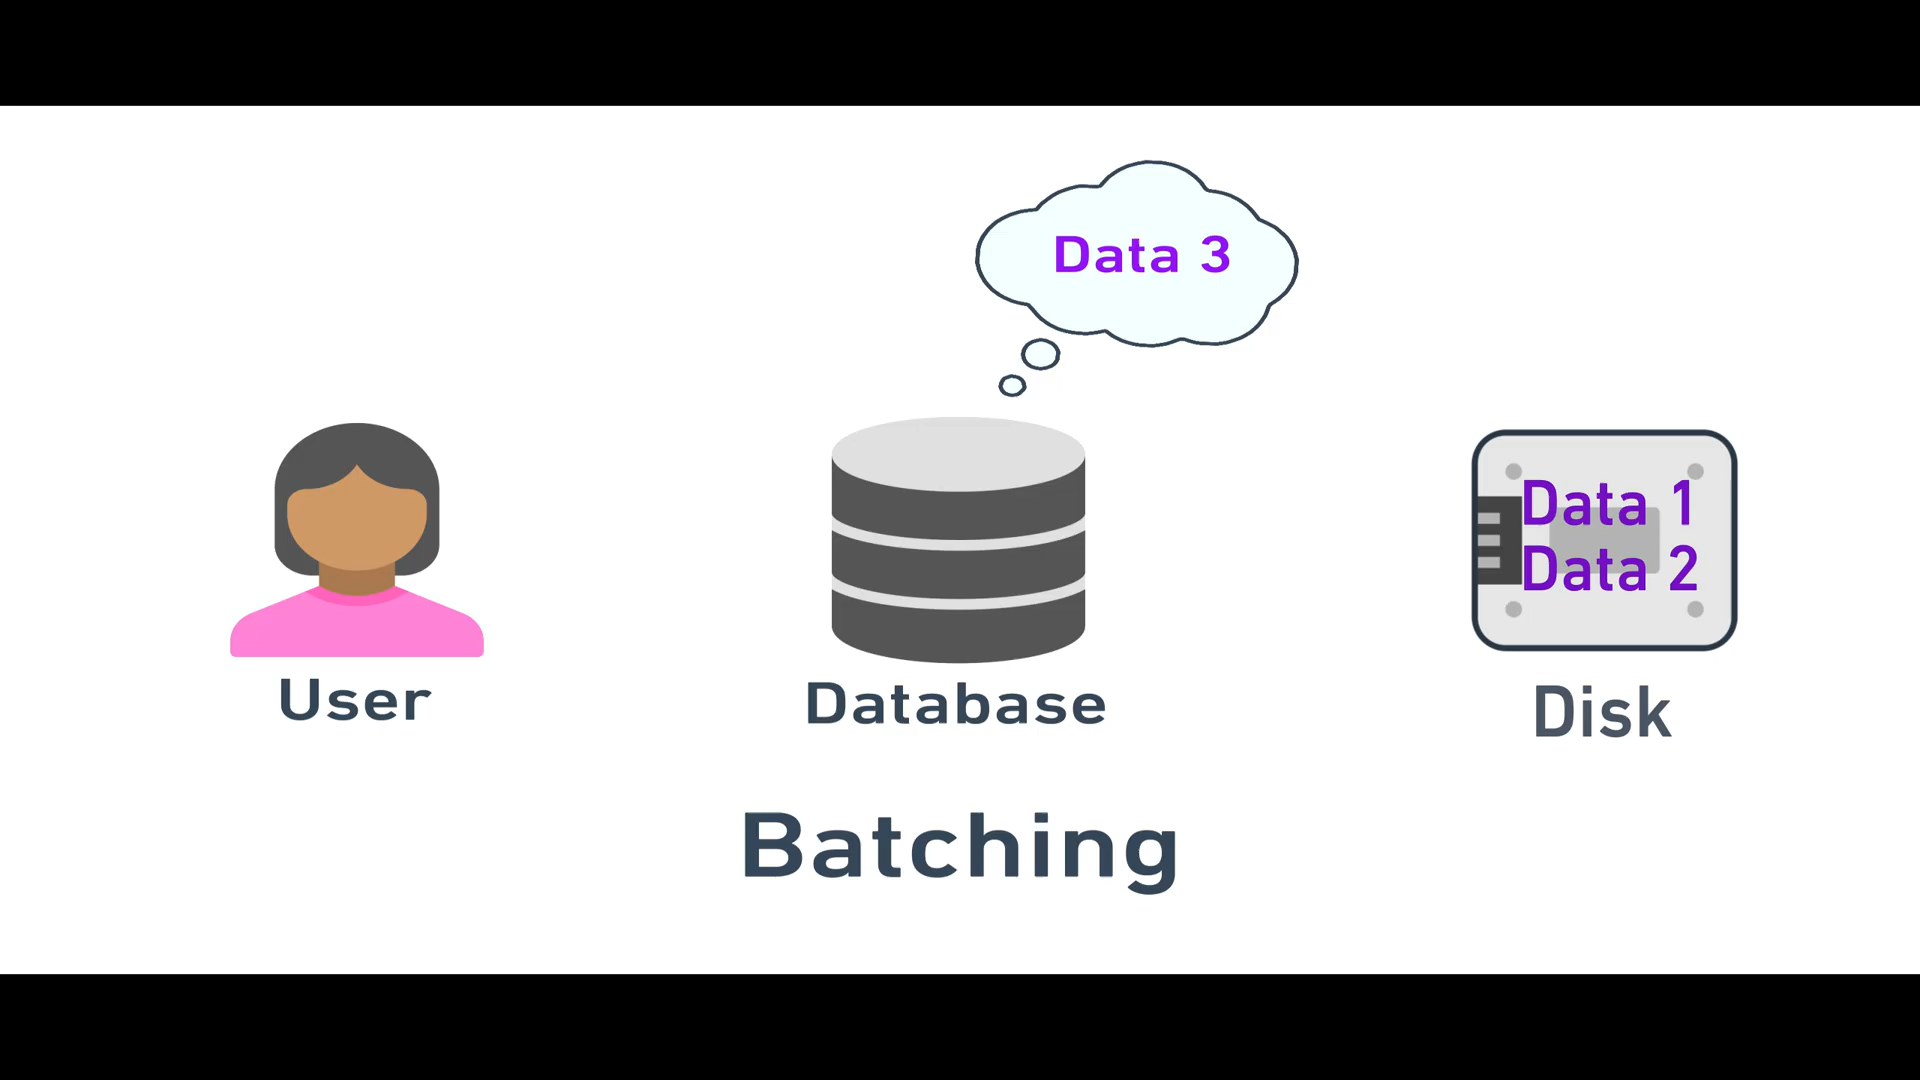 Data 3
Data 1
Data 2
User
Database
Disk
Batching